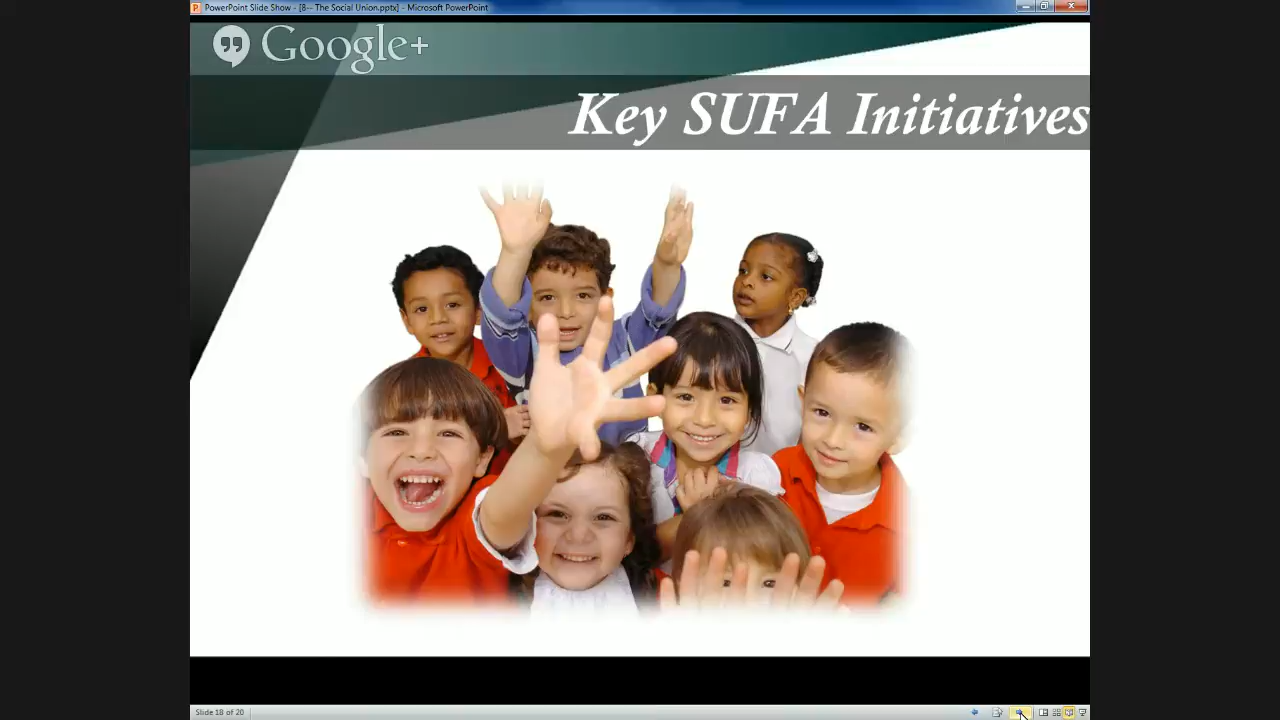 PowerPoint Slide Show - [8-- The Social Union.pptx] - Microsoft PowerPoint
Google+
Key SUFA Initiatives
Slide 18 of 20